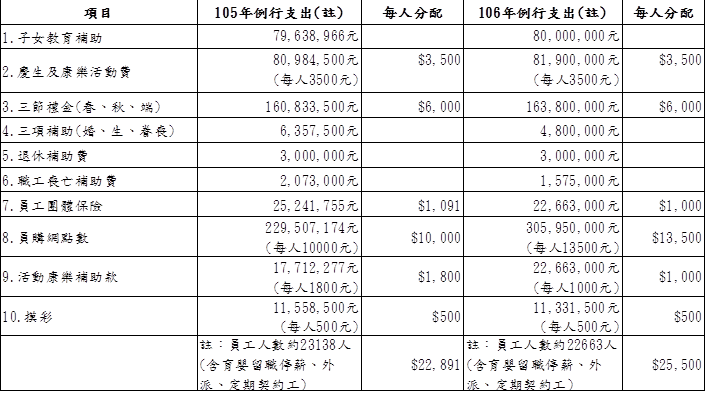 項目 105年例行支出(註) 每人分配 106年例行支出(註) 每人分配
1.子女教育補助 79,638,966元 80,000,000元
2.慶生及康樂活動費 80,984,500元 $3,500 81,900,000元 $3,500
(每人3500元) (每人3500元)
3.三節禮金(春、秋、端) 160,833,500元 $6,000 163,800,000元 $6,000
4.三項補助(婚、生、眷喪) 6,357,500元 4,800,000元
5.退休補助費 3,000,000元 3,000,000元
6.職工喪亡補助費 2,073,000元 1,575,000元
7.員工團體保險 25,241,755元 $1,091 22,663,000元 $1,000
8.員購網點數 229,507,174元 $10,000 305,950,000元 $13,500
(每人10000元) (每人13500元)
9.活動康樂補助款 17,712,277元 $1,800 22,663,000元 $1,000
(每人1800元) (每人1000元)
10.摸彩 11,558,500元 $500 11,331,500元 $500
(每人500元) (每人500元)
註：員工人數約23138人 註：員工人數約22663人
(含育嬰留職停薪、外 $22,891 (含育嬰留職停薪、外 $25,500
派、定期契約工) 派、定期契約工)